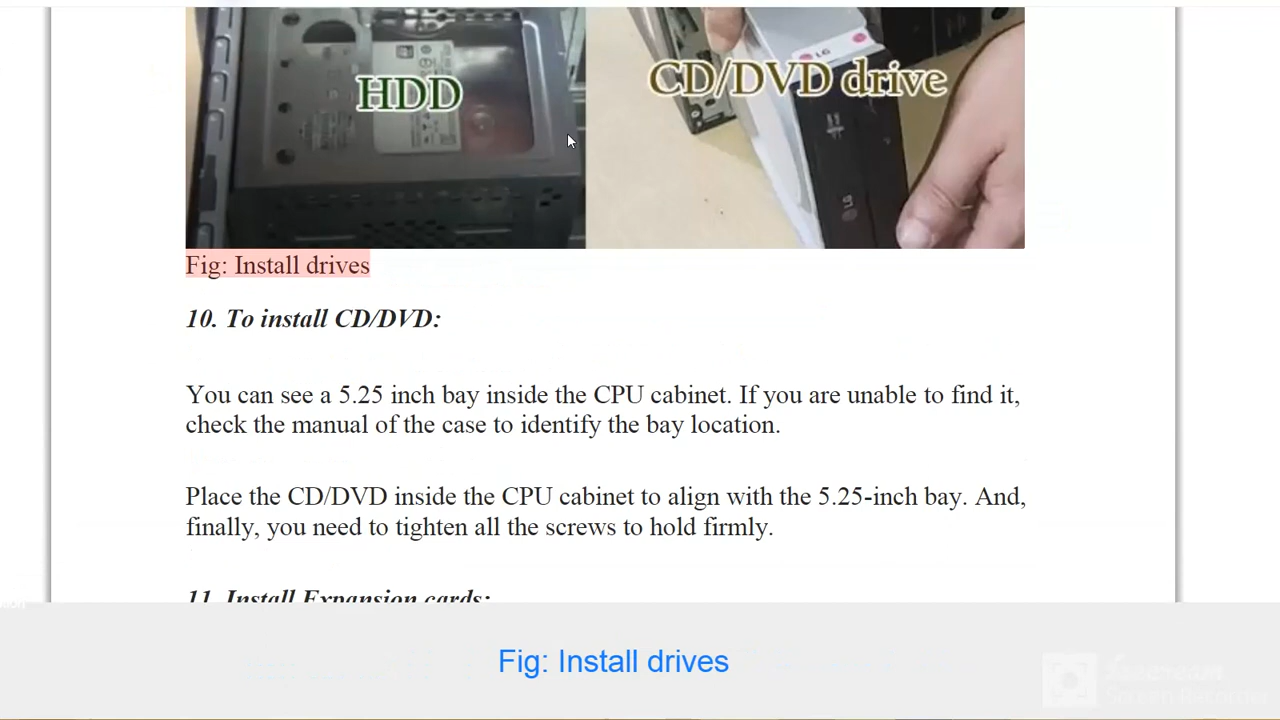 HDD
CD/DVD drive
LG
LG
Fig: Install drives
10. To install CD/DVD:
You can see a 5.25 inch bay inside the CPU cabinet. If you are unable to find it,
check the manual of the case to identify the bay location.
Place the CD/DVD inside the CPU cabinet to align with the 5.25-inch bay. And,
finally, you need to tighten all the screws to hold firmly.
11. Install Expansion cards:
Fig: Install drives
Screen Recorder